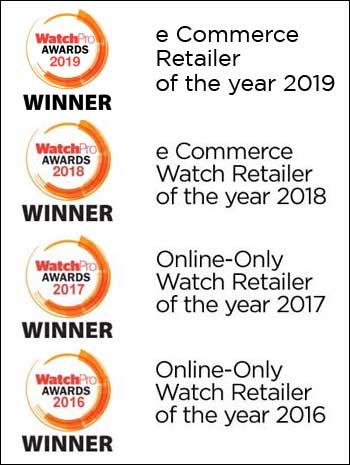 WatchPro
AWARDS
2019
WINNER
e Commerce
Retailer
of the year 2019
WatchPro
AWARDS
2018
WINNER
e Commerce
Watch Retailer
of the year 2018
WatchPro
AWARDS
2017
WINNER
Online-Only
Watch Retailer
of the year 2017
WatchPro
AWARDS
2016
WINNER
Online-Only
Watch Retailer
of the year 2016